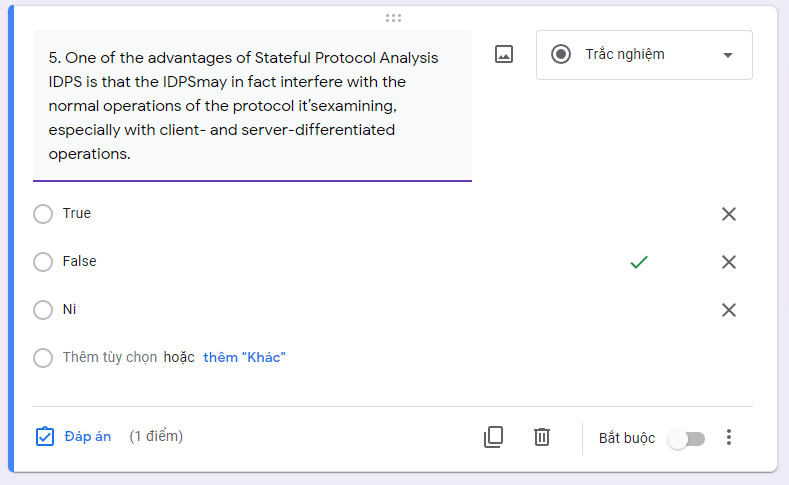 5. One of the advantages of Stateful Protocol Analysis
IDPS is that the IDPSmay in fact interfere with the
normal operations of the protocol it'sexamining,
especially with client- and server-differentiated
operations.
Trắc nghiệm
True
False
Ni
Thêm tùy chọn hoặc thêm "Khác"
Đáp án (1 điểm)
Bắt buộc